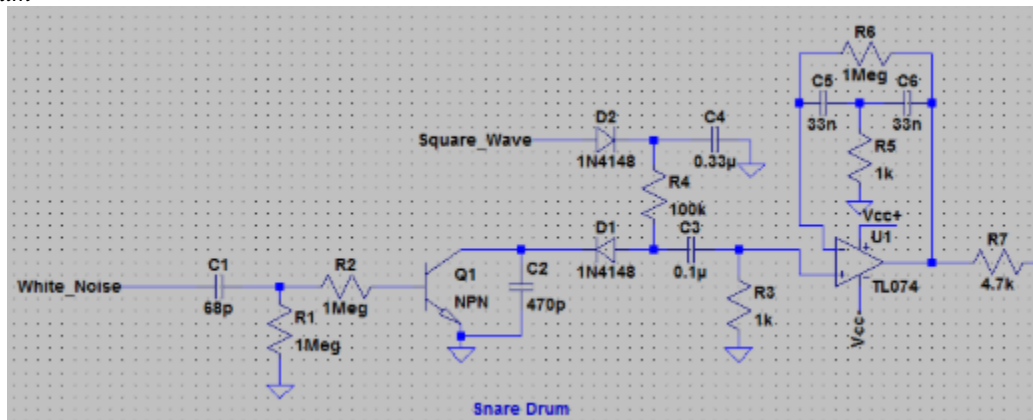 R6
1Meg
C5
C6
33n
33n
D2
C4
Square_Wave
1N4148
0.33µ
R5
1k
R4
100k
Vcc+
U1
D1
C3
1N4148
0.1µ
C1
R2
Q1
C2
R7
White_Noise
TL074
68p
R1
1Meg
NPN
470p
R3
4.7k
1Meg
1k
Vcc-
Snare Drum